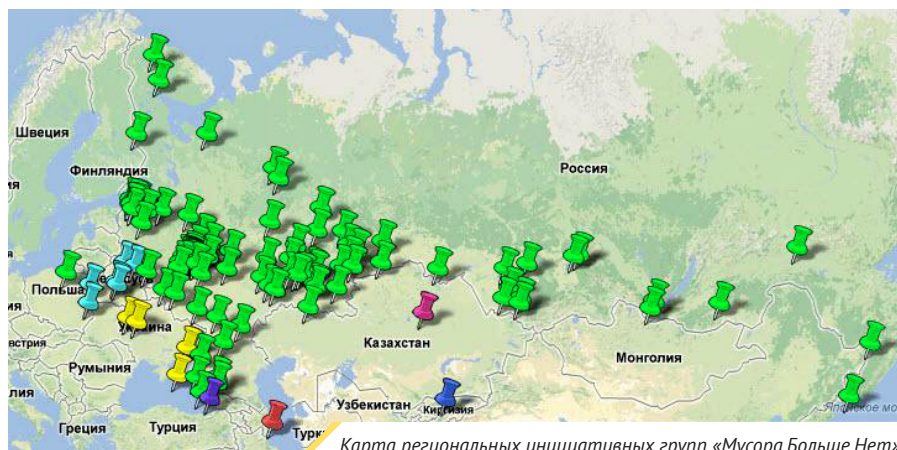 Швеция
Финляндия
Россия
Польша
Украина
Казахстан
Монголия
Румыния
Узбекистан
Киргизия
Греция
Турция
Карта региональных инициативных групп «Мусора.Больше.Нет»